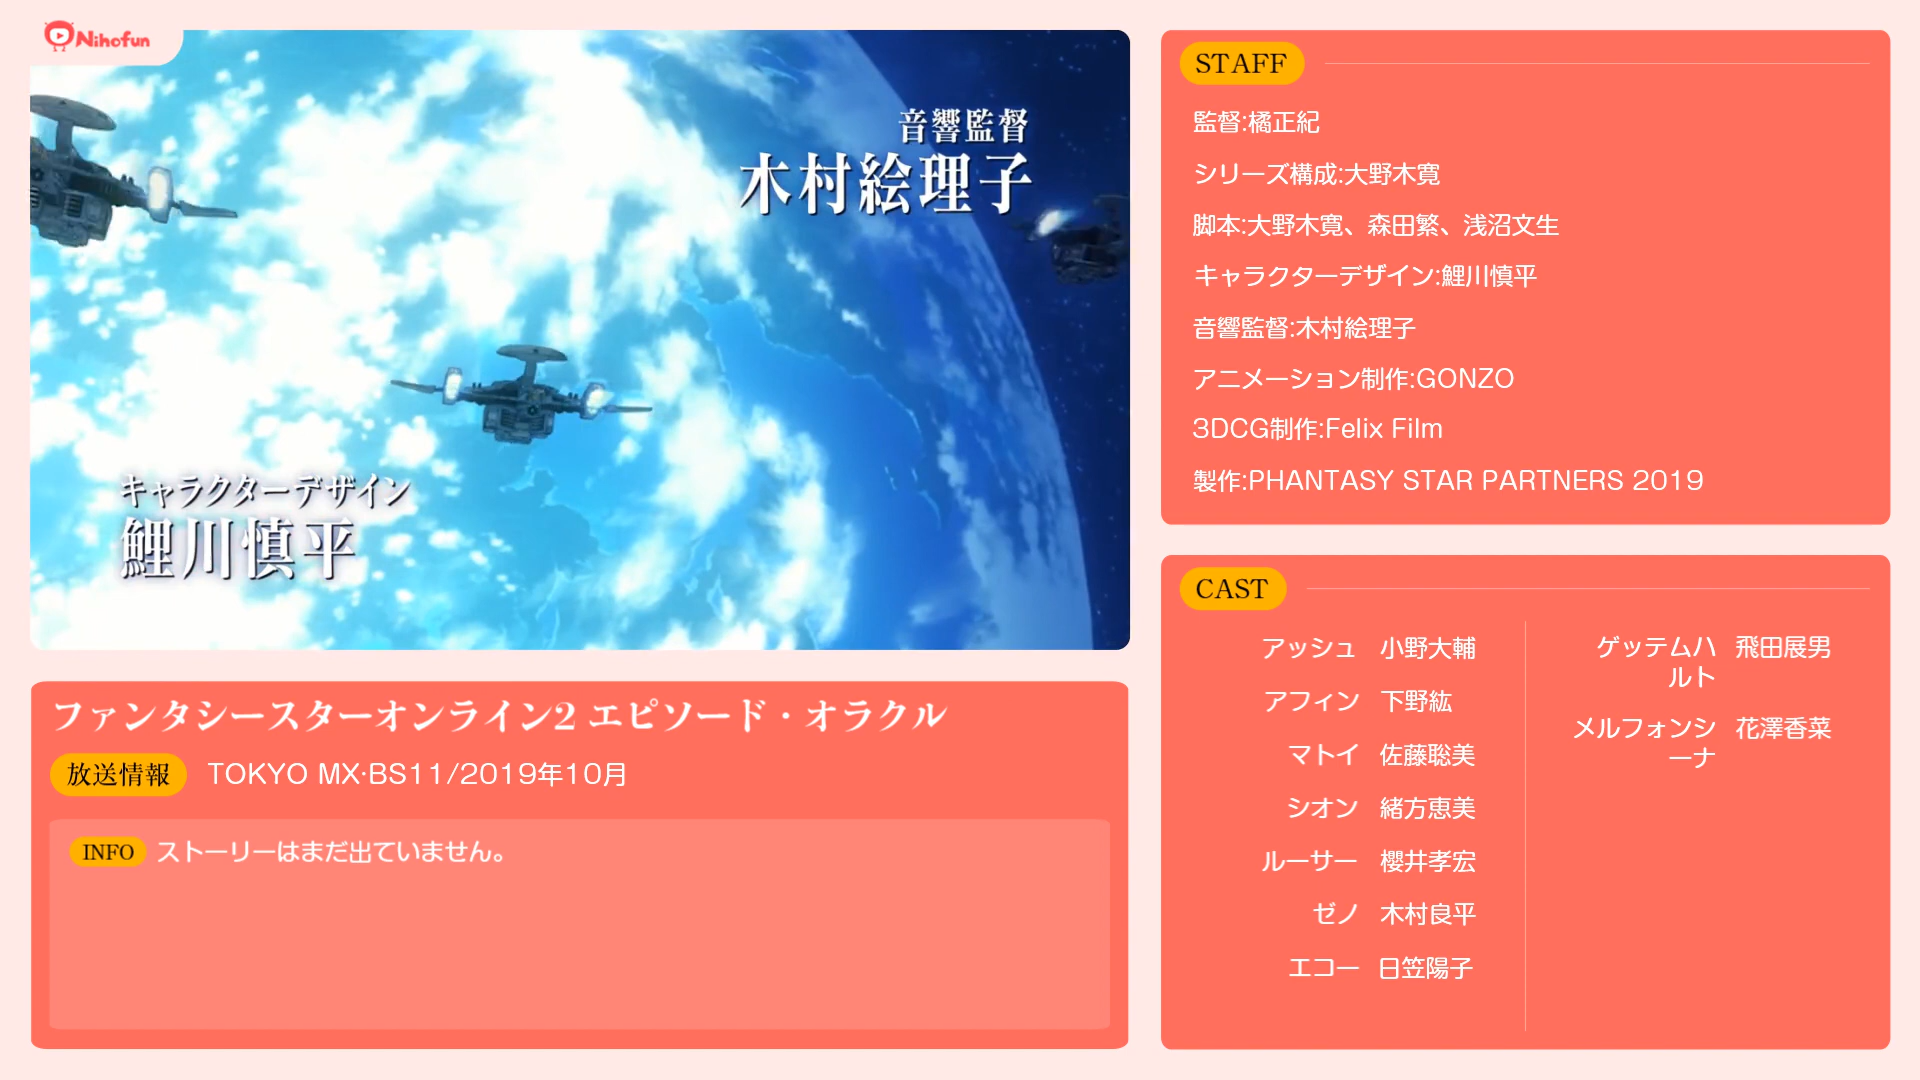 Nihofun
音響監督
木村絵理子
キャラクターデザイン
鯉川慎平
ファンタシースターオンライン2 エピソード・オラクル
放送情報 TOKYO MX·BS11/2019年10月
INFO ストーリーはまだ出ていません。
STAFF
監督:橘正紀
シリーズ構成:大野木寛
脚本:大野木寛、森田繁、浅沼文生
キャラクターデザイン:鯉川慎平
音響監督:木村絵理子
アニメーション制作:GONZO
3DCG制作:Felix Film
製作:PHANTASY STAR PARTNERS 2019
CAST
アッシュ 小野大輔
アフィン 下野紘
マトイ 佐藤聡美
シオン 緒方恵美
ルーサー 櫻井孝宏
ゼノ 木村良平
エコー 日笠陽子
ゲッテムハ 飛田展男
ルト
メルフォンシ 花澤香菜
ーナ